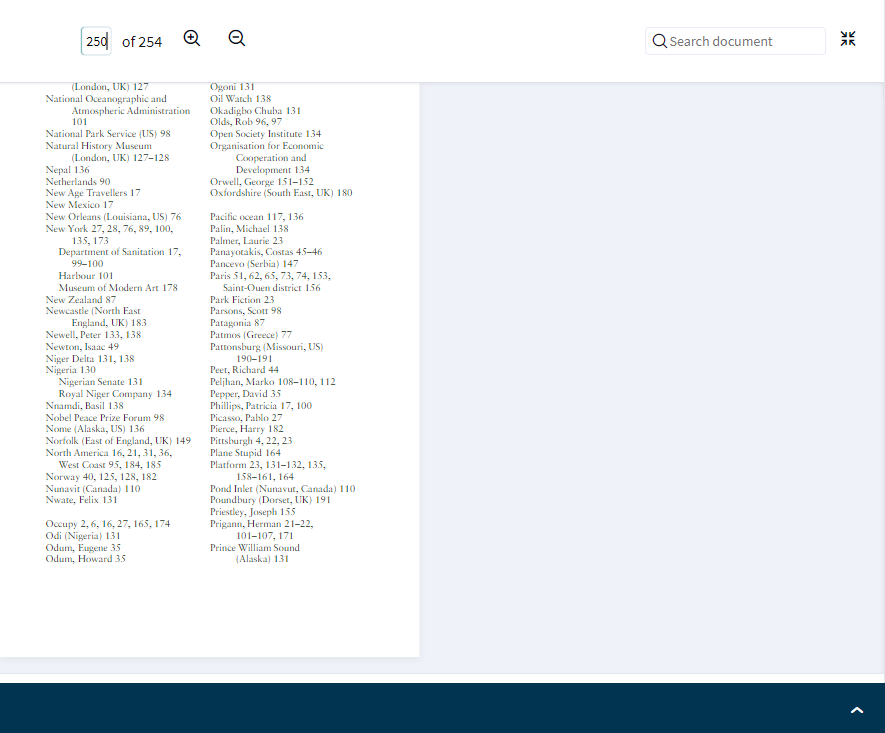 250 of 254
Search document
(London, UK) 127
National Oceanographic and
Atmospheric Administration
101
National Park Service (US) 98
Natural History Museum
(London, UK) 127–128
Nepal 136
Netherlands 90
New Age Travellers 17
New Mexico 17
New Orleans (Louisiana, US) 76
New York 27, 28, 76, 89, 100,
135, 173
Department of Sanitation 17,
99–100
Harbour 101
Museum of Modern Art 178
New Zealand 87
Newcastle (North East
England, UK) 183
Newell, Peter 133, 138
Newton, Isaac 49
Niger Delta 131, 138
Nigeria 130
Nigerian Senate 131
Royal Niger Company 134
Nnamdi, Basil 138
Nobel Peace Prize Forum 98
Nome (Alaska, US) 136
Norfolk (East of England, UK) 149
North America 16, 21, 31, 36,
West Coast 95, 184, 185
Norway 40, 125, 128, 182
Nunavit (Canada) 110
Nwate, Felix 131
Occupy 2, 6, 16, 27, 165, 174
Odi (Nigeria) 131
Odum, Eugene 35
Odum, Howard 35
Ogoni 131
Oil Watch 138
Okadigbo Chuba 131
Olds, Rob 96, 97
Open Society Institute 134
Organisation for Economic
Cooperation and
Development 134
Orwell, George 151–152
Oxfordshire (South East, UK) 180
Pacific ocean 117, 136
Palin, Michael 138
Palmer, Laurie 23
Panayotakis, Costas 45–46
Pancevo (Serbia) 147
Paris 51, 62, 65, 73, 74, 153,
Saint-Ouen district 156
Park Fiction 23
Parsons, Scott 98
Patagonia 87
Patmos (Greece) 77
Pattonsburg (Missouri, US)
190–191
Peet, Richard 44
Peljhan, Marko 108–110, 112
Pepper, David 35
Phillips, Patricia 17, 100
Picasso, Pablo 27
Pierce, Harry 182
Pittsburgh 4, 22, 23
Plane Stupid 164
Platform 23, 131–132, 135,
158–161, 164
Pond Inlet (Nunavut, Canada) 110
Poundbury (Dorset, UK) 191
Priestley, Joseph 155
Prigann, Herman 21–22,
101–107, 171
Prince William Sound
(Alaska) 131